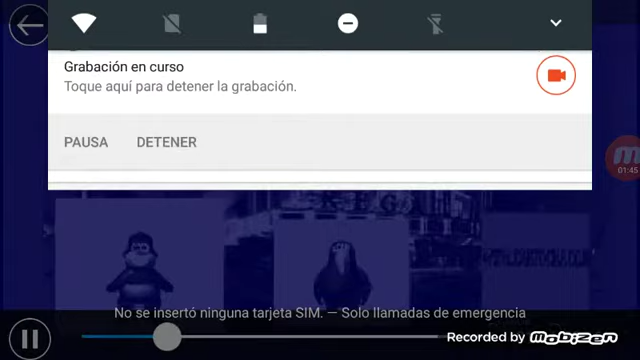 Grabación en curso
Toque aquí para detener la grabación.
01:45
PAUSA
DETENER
No se insertó ninguna tarjeta SIM. — Solo llamadas de emergencia
Recorded by mobizen